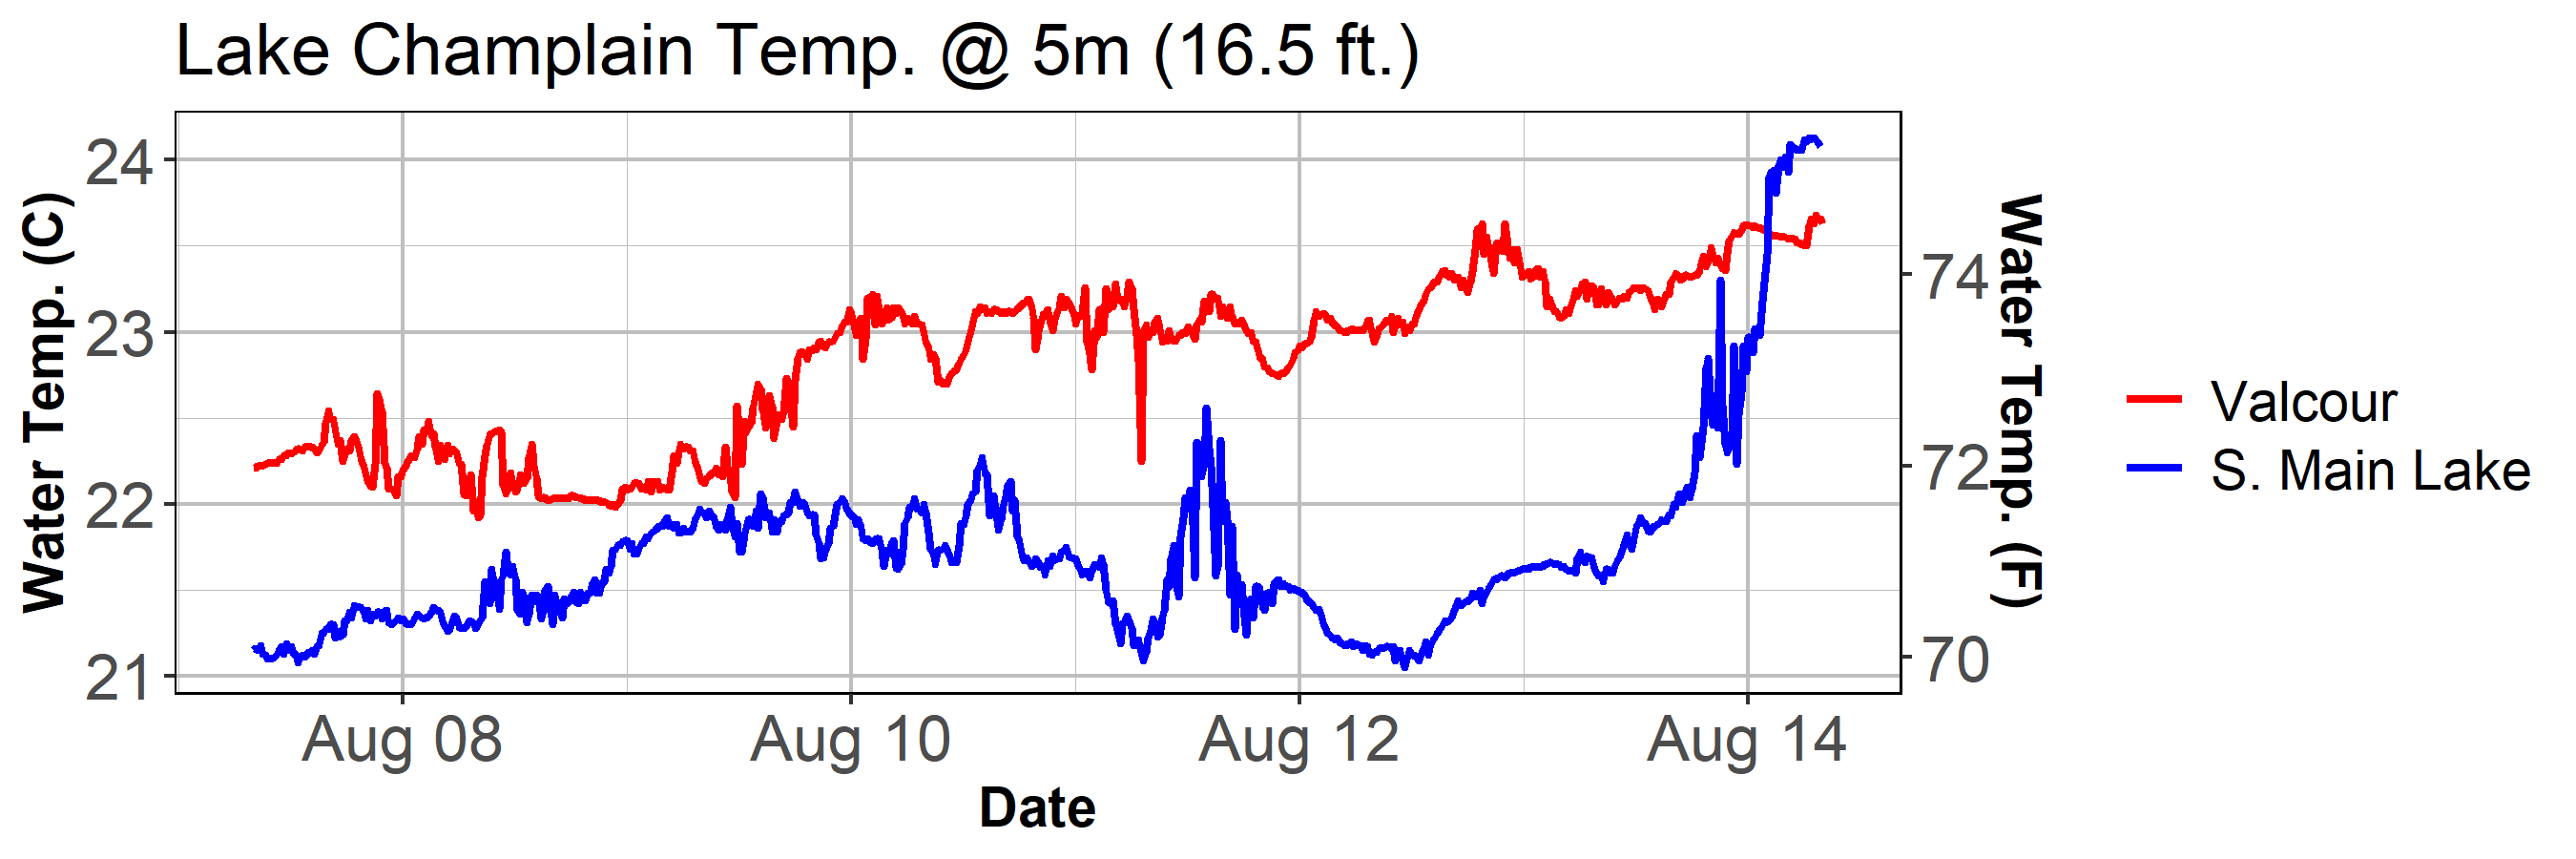 Lake Champlain Temp. @ 5m (16.5 ft.)
Water Temp. (C)
24
23
22
21
74
72
70
Water Temp. (F)
Aug 08
Aug 10
Aug 12
Aug 14
Date
Valcour
S. Main Lake